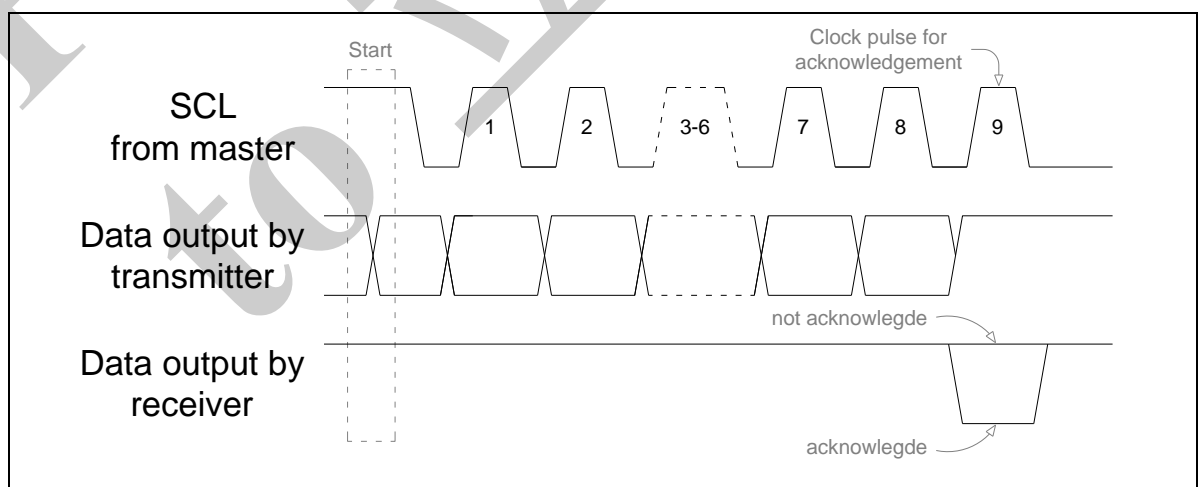 Start
Clock pulse for
acknowledgement
SCL
from master
1
2
3-6
7
8
9
Data output by
transmitter
not acknowlegde
Data output by
receiver
acknowlegde
to